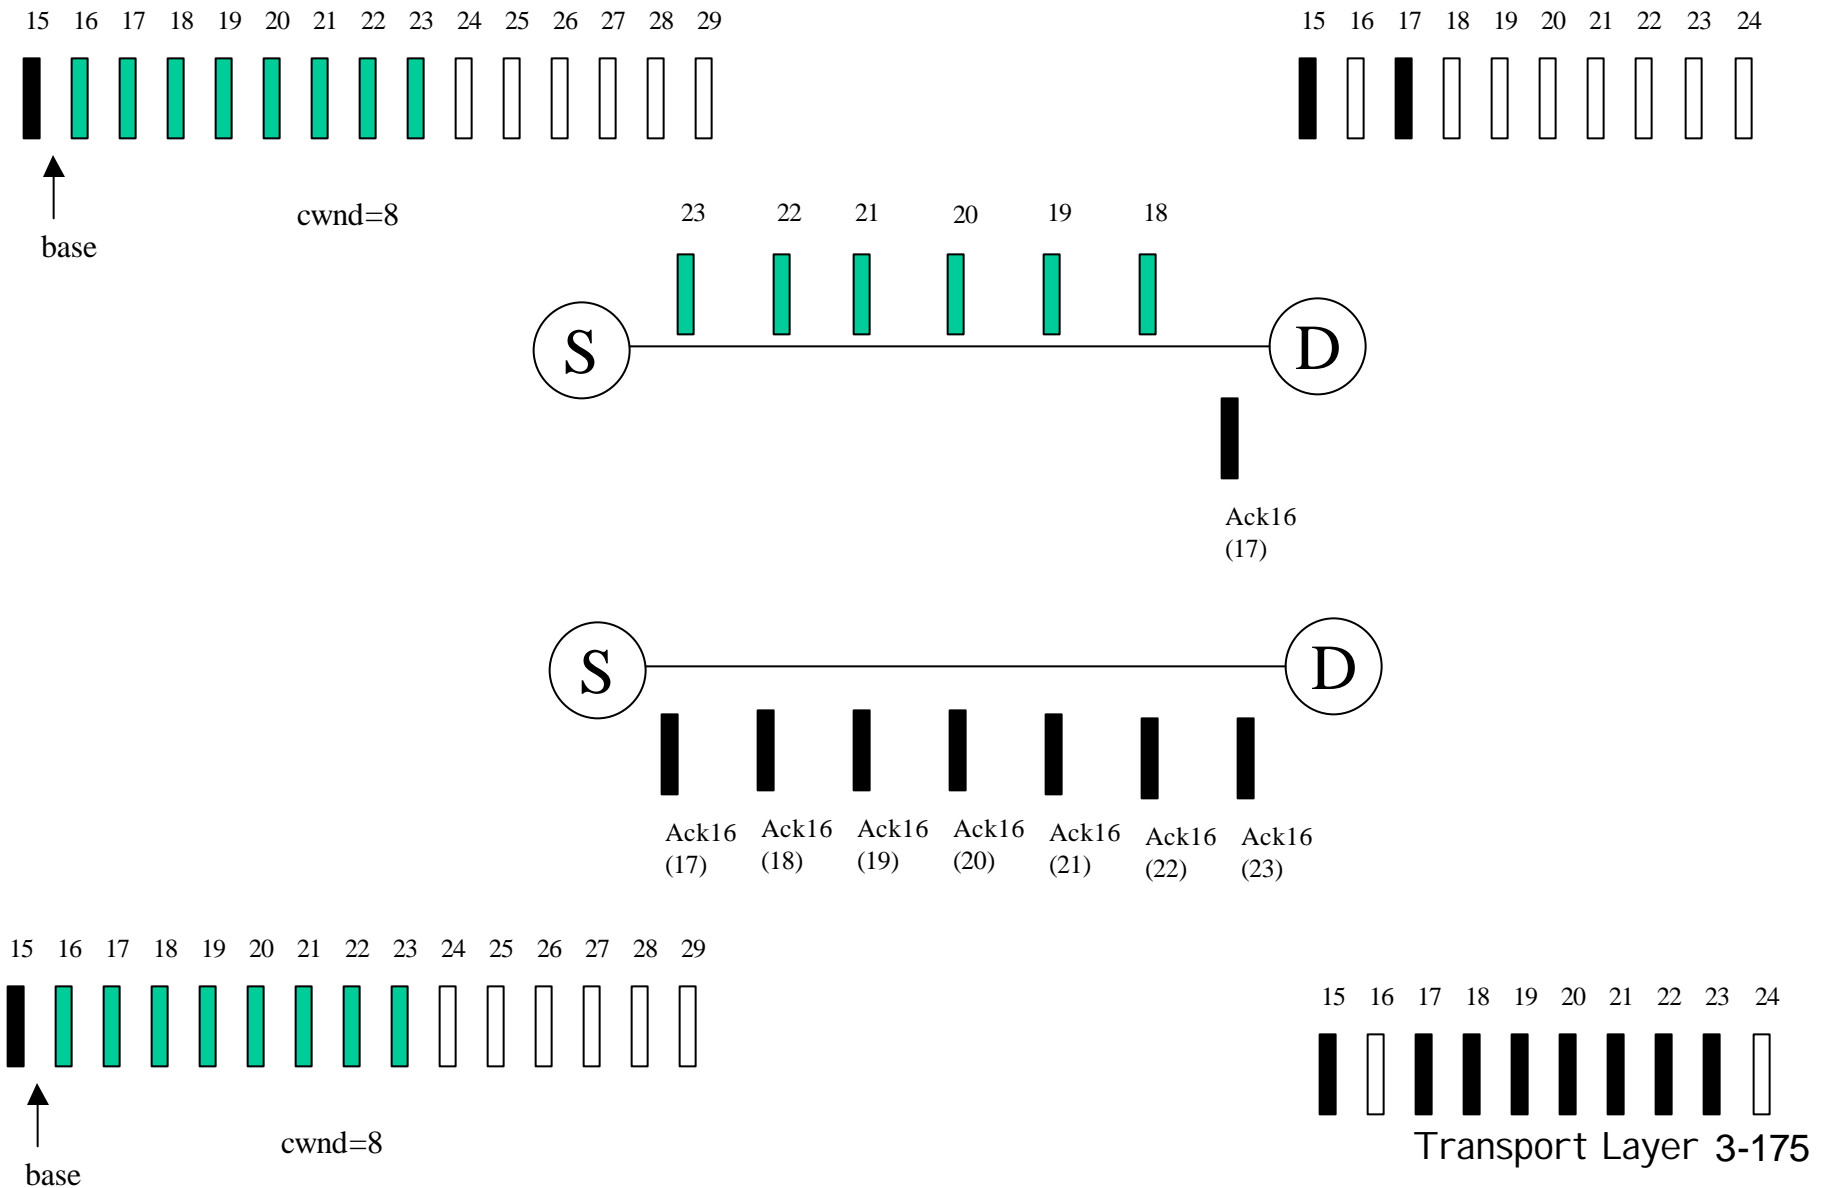 15 16 17 18 19 20 21 22 23 24 25 26 27 28 29
15 16 17 18 19 20 21 22 23 24
cwnd=8
base
23 22 21 20 19 18
S
D
Ack16
(17)
S
D
Ack16 Ack16 Ack16 Ack16 Ack16 Ack16 Ack16
(17) (18) (19) (20) (21) (22) (23)
15 16 17 18 19 20 21 22 23 24 25 26 27 28 29
15 16 17 18 19 20 21 22 23 24
cwnd=8
base
Transport Layer 3-175